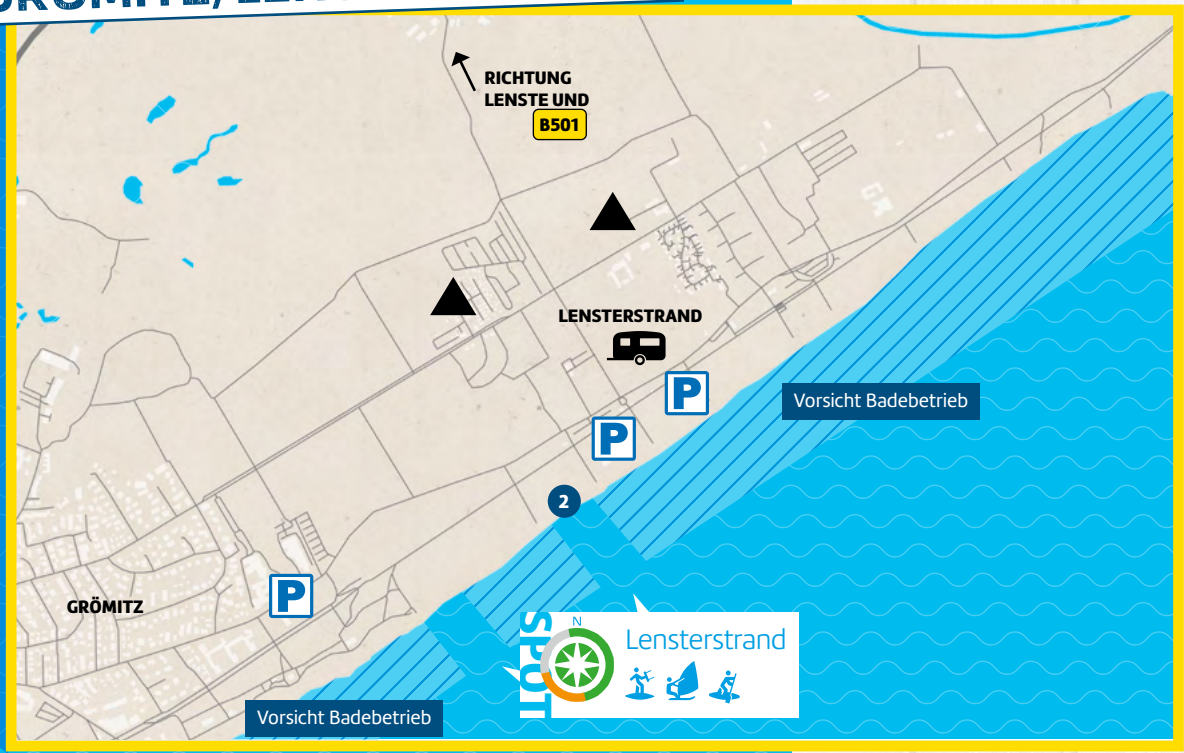 RICHTUNG
LENSTE UND
B501
LENSTERSTRAND
P
Vorsicht Badebetrieb
P
2
P
GRÖMITZ
SPOT
N
Lensterstrand
Vorsicht Badebetrieb